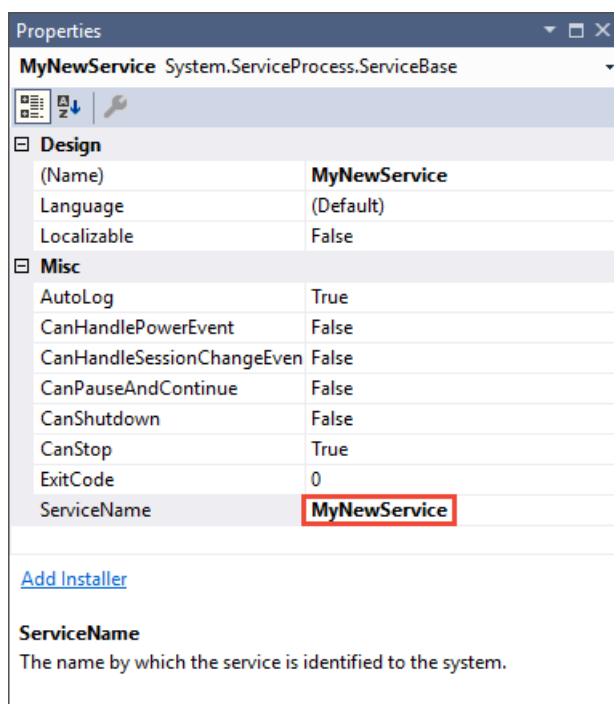 Properties
MyNewService System.ServiceProcess.ServiceBase
Design
(Name) MyNewService
Language (Default)
Localizable False
Misc
AutoLog True
CanHandlePowerEvent False
CanHandleSessionChangeEven False
CanPauseAndContinue False
CanShutdown False
CanStop True
ExitCode 0
ServiceName MyNewService
Add Installer
ServiceName
The name by which the service is identified to the system.